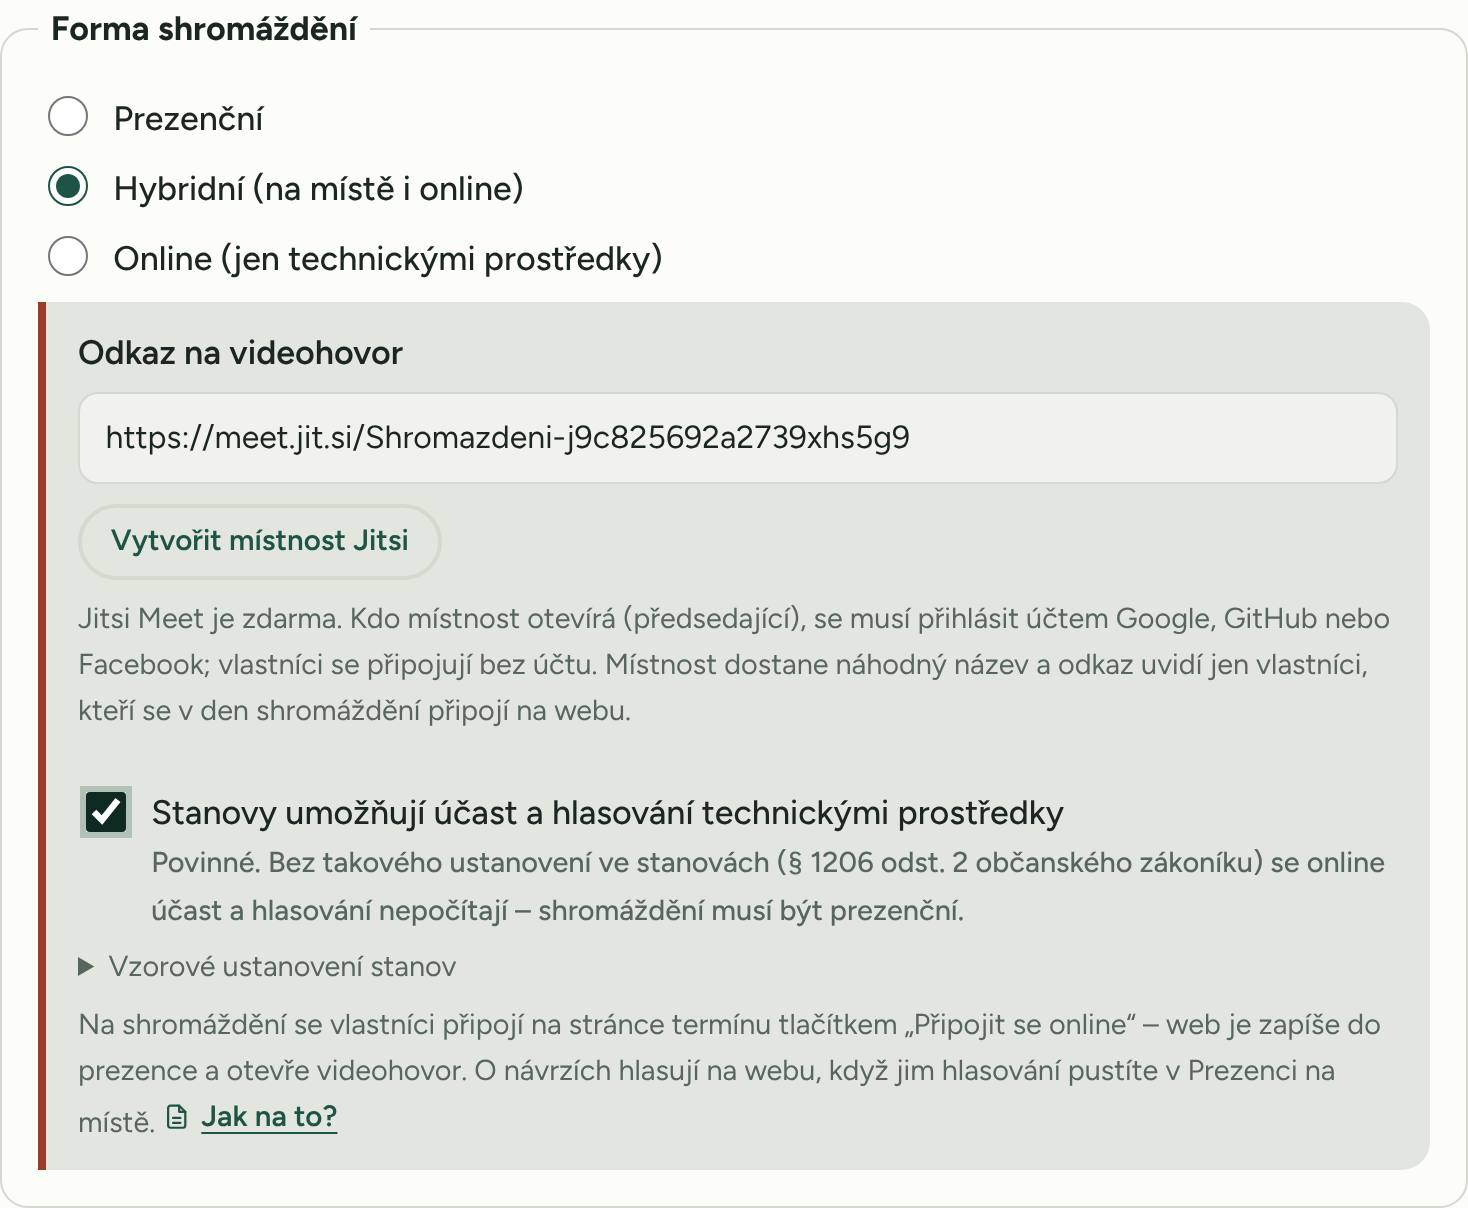 Forma shromáždění
Prezenční
Hybridní (na místě i online)
Online (jen technickými prostředky)
Odkaz na videohovor
https://meet.jit.si/Shromazdeni-j9c825692a2739xhs5g9
Vytvořit místnost Jitsi
Jitsi Meet je zdarma. Kdo místnost otevírá (předsedající), se musí přihlásit účtem Google, GitHub nebo
Facebook; vlastníci se připojují bez účtu. Místnost dostane náhodný název a odkaz uvidí jen vlastníci,
kteří se v den shromáždění připojí na webu.
Stanovy umožňují účast a hlasování technickými prostředky
Povinné. Bez takového ustanovení ve stanovách (§ 1206 odst. 2 občanského zákoníku) se online
účast a hlasování nepočítají – shromáždění musí být prezenční.
Vzorové ustanovení stanov
Na shromáždění se vlastníci připojí na stránce termínu tlačítkem „Připojit se online“ – web je zapíše do
prezence a otevře videohovor. O návrzích hlasují na webu, když jim hlasování pustíte v Prezenci na
místě. Jak na to?